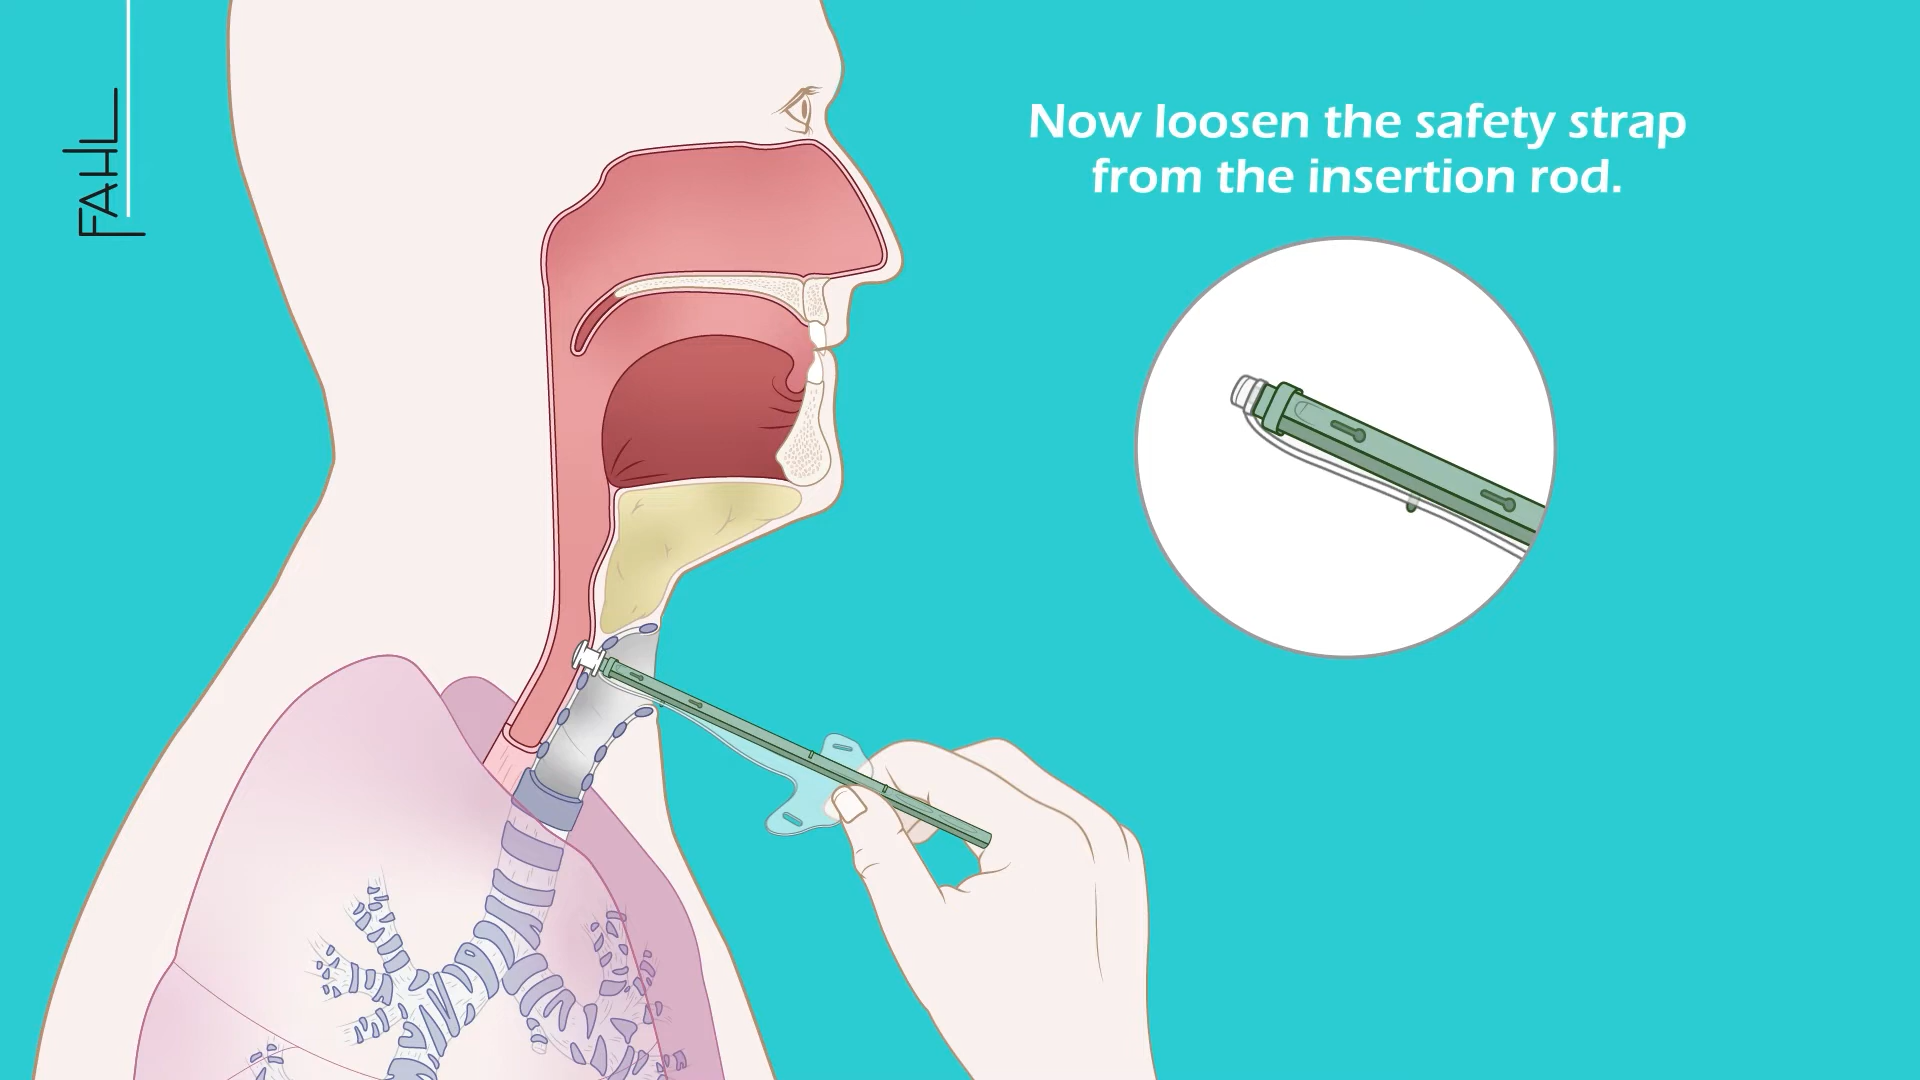 FAHL
Now loosen the safety strap
from the insertion rod.